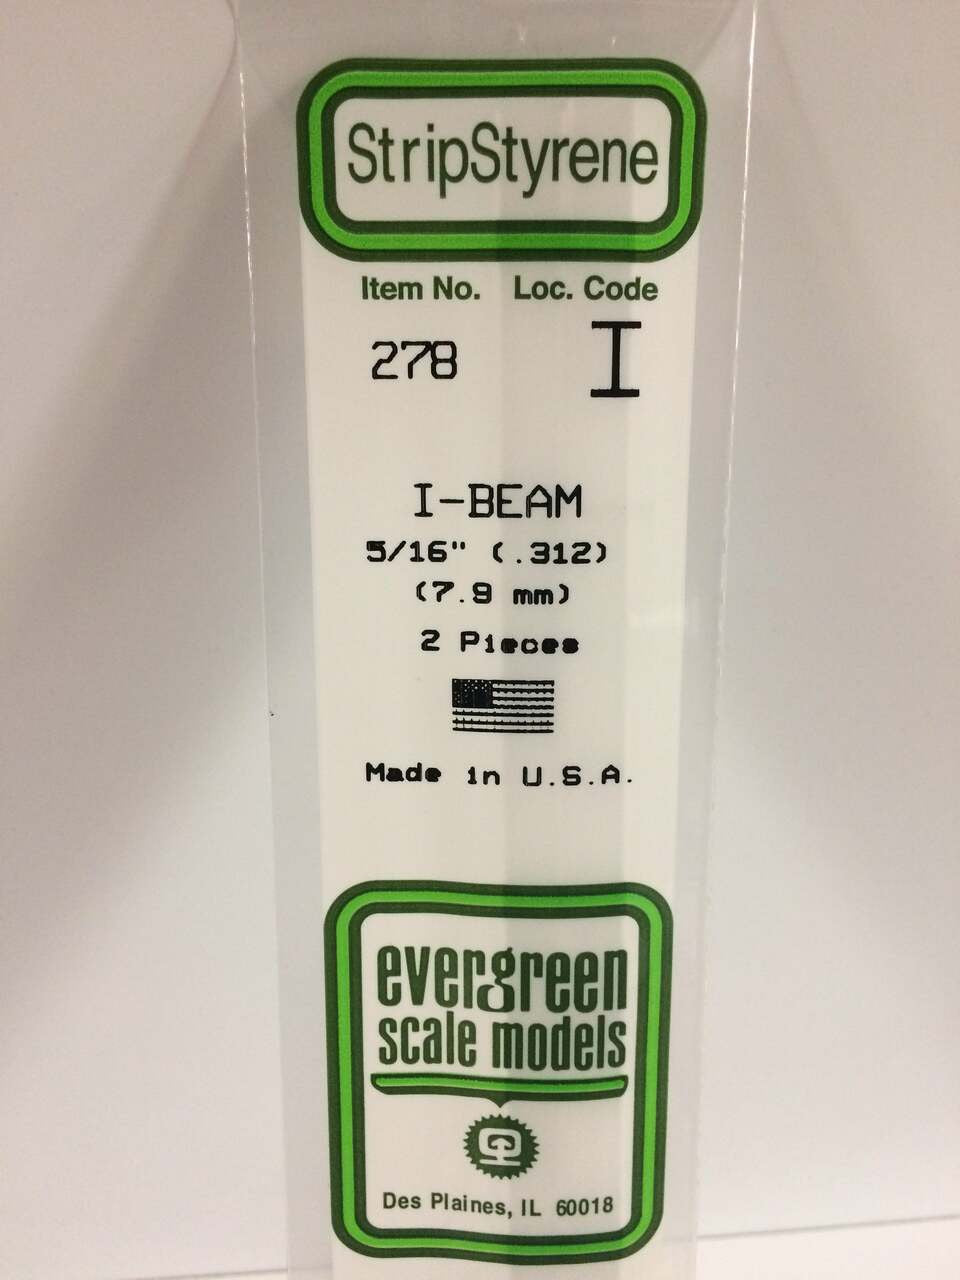 StripStyrene
Item No. Loc. Code
278 I
I-BEAM
5/16" (.312)
(7.9 mm)
2 Pieces
Made in U.S.A.
evergreen
scale models
Des Plaines, IL 60018